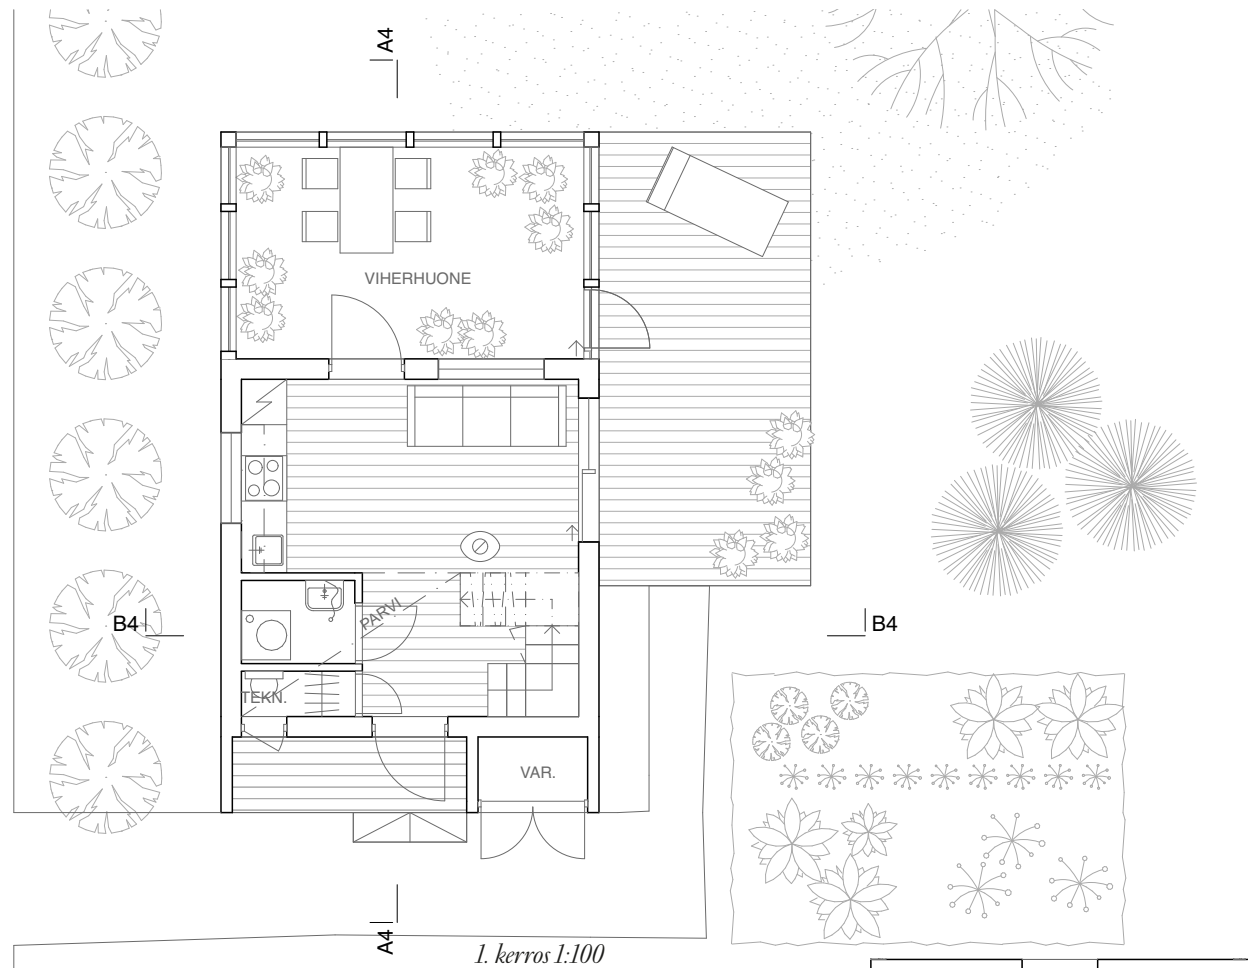 A4
VIHERHUONE
PARVI
B4
B4
TEKN.
VAR.
A4
1. kerros 1:100